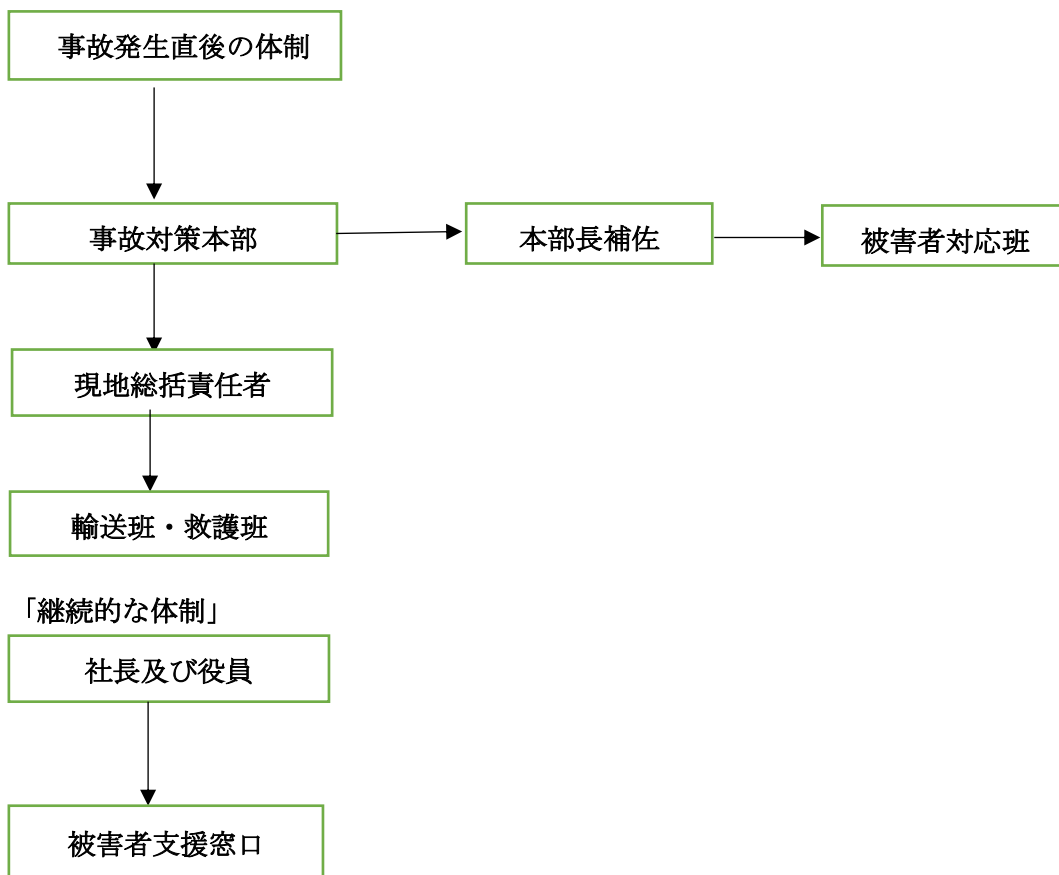 事故発生直後の体制
事故対策本部
本部長補佐
被害者対応班
現地総括責任者
輸送班・救護班
「継続的な体制」
社長及び役員
被害者支援窓口